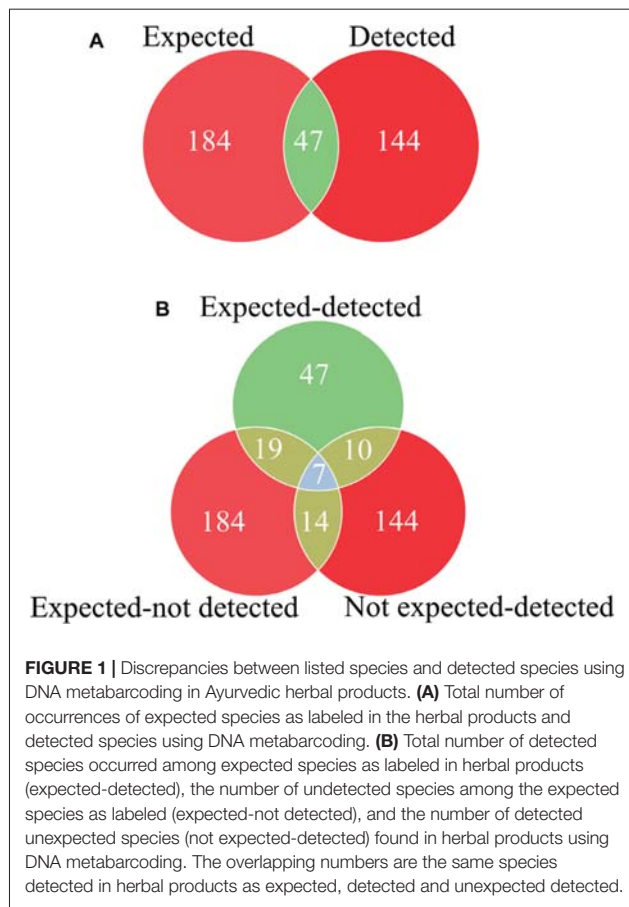 A Expected Detected
184 47 144
B Expected-detected
47
19 10
7
184 14 144
Expected-not detected Not expected-detected
FIGURE 1 | Discrepancies between listed species and detected species using
DNA metabarcoding in Ayurvedic herbal products. (A) Total number of
occurrences of expected species as labeled in the herbal products and
detected species using DNA metabarcoding. (B) Total number of detected
species occurred among expected species as labeled in herbal products
(expected-detected), the number of undetected species among the expected
species as labeled (expected-not detected), and the number of detected
unexpected species (not expected-detected) found in herbal products using
DNA metabarcoding. The overlapping numbers are the same species
detected in herbal products as expected, detected and unexpected detected.